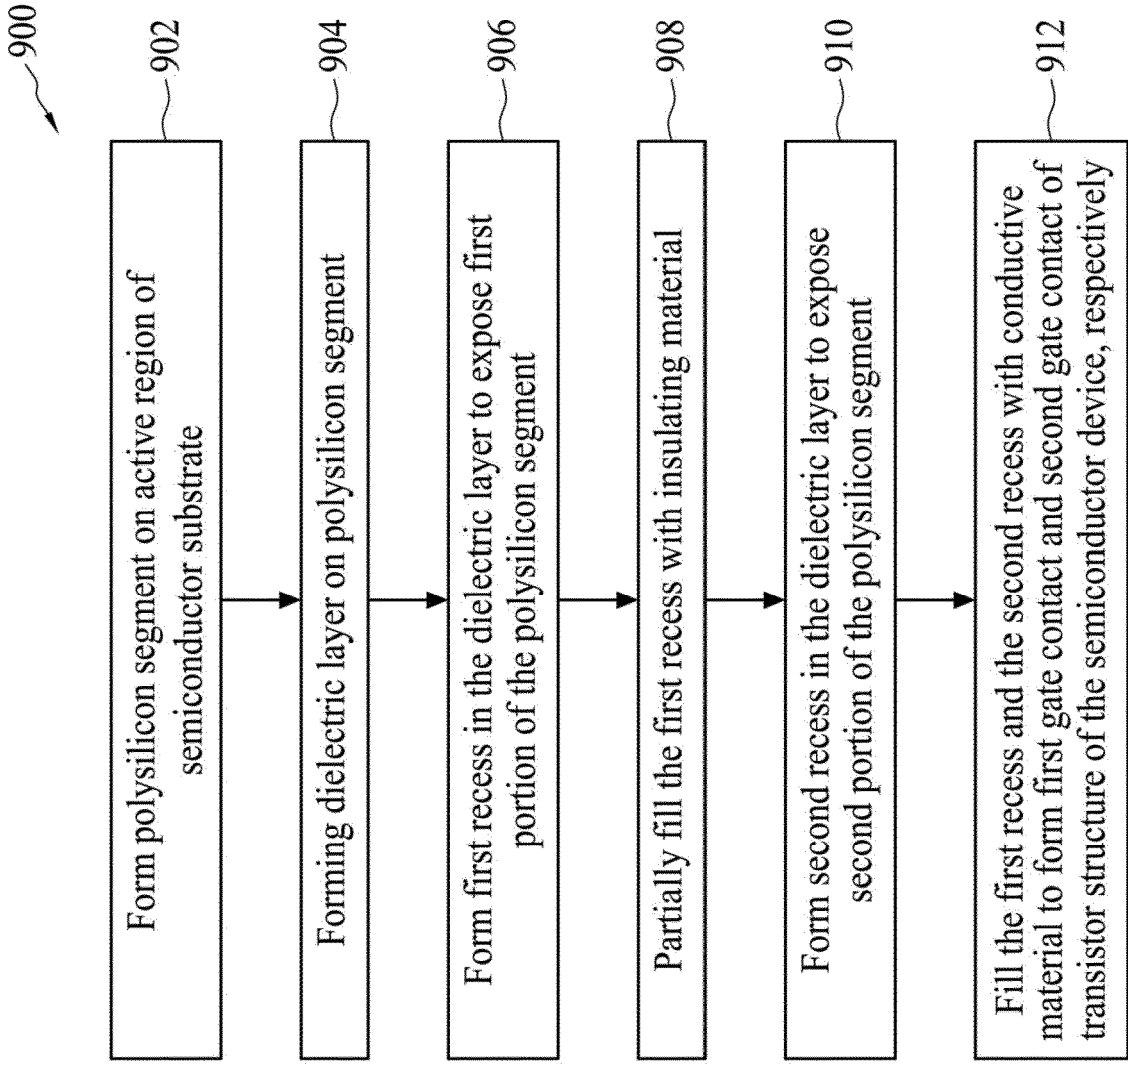 900
902
Form polysilicon segment on active region of
semiconductor substrate
904
Forming dielectric layer on polysilicon segment
906
Form first recess in the dielectric layer to expose first
portion of the polysilicon segment
908
Partially fill the first recess with insulating material
910
Form second recess in the dielectric layer to expose
second portion of the polysilicon segment
912
Fill the first recess and the second recess with conductive
material to form first gate contact and second gate contact of
transistor structure of the semiconductor device, respectively